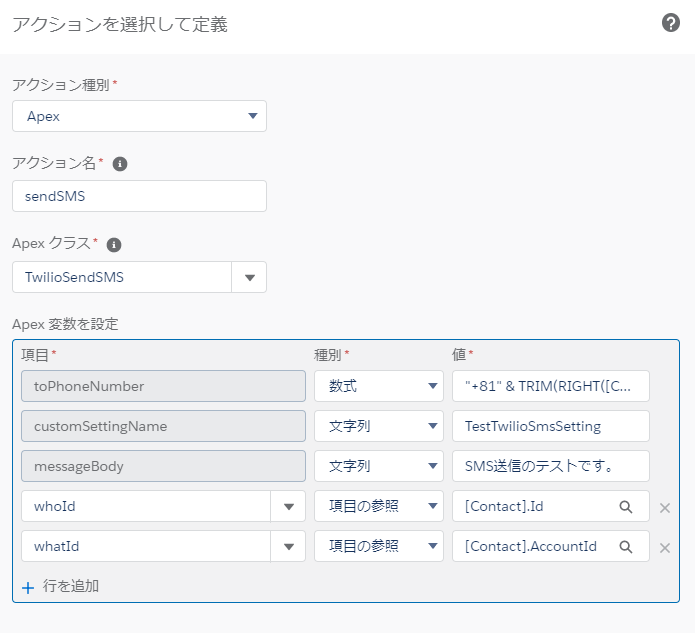 アクションを選択して定義
アクション種別*
Apex
アクション名*
sendSMS
Apex クラス*
TwilioSendSMS
Apex 変数を設定
項目* 種別* 値*
toPhoneNumber 数式 "+81" & TRIM(RIGHT([C...
customSettingName 文字列 TestTwilioSmsSetting
messageBody 文字列 SMS送信のテストです。
whoId 項目の参照 [Contact].Id
whatId 項目の参照 [Contact].AccountId
+ 行を追加